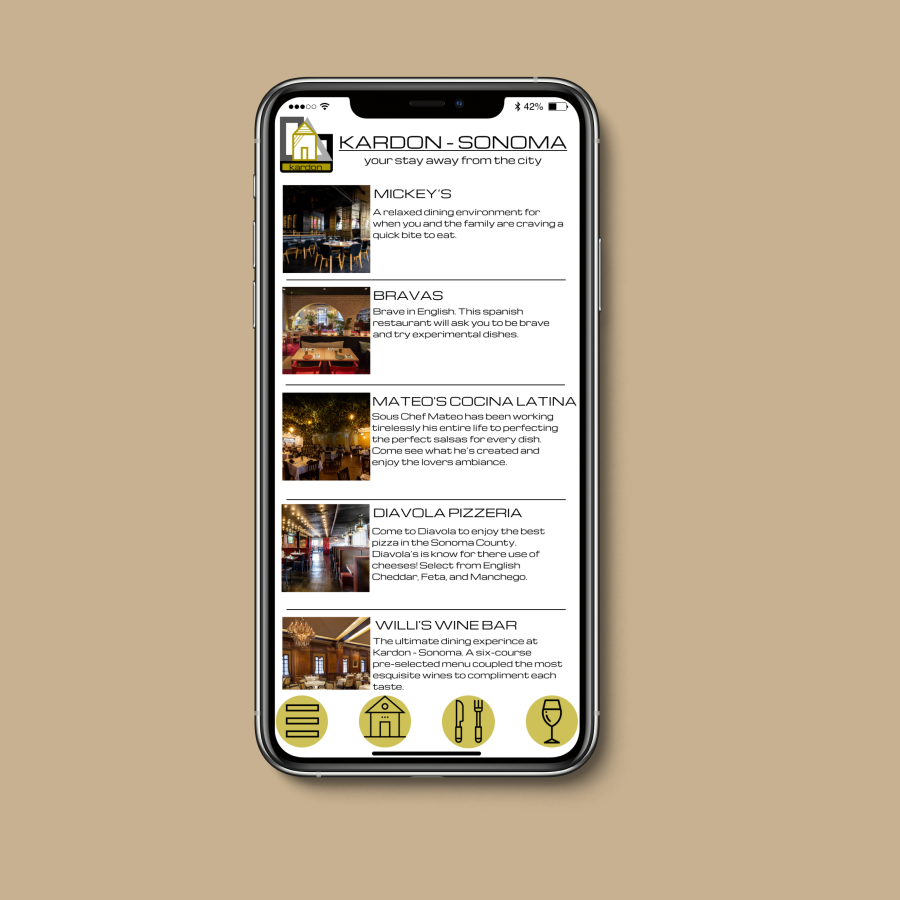 42%
kardon
KARDON - SONOMA
your stay away from the city
MICKEY'S
A relaxed dining environment for
when you and the family are craving a
quick bite to eat.
BRAVAS
Brave in English. This spanish
restaurant will ask you to be brave
and try experimental dishes.
MATEO'S COCINA LATINA
Sous Chef Mateo has been working
tirelessly his entire life to perfecting
the perfect salsas for every dish.
Come see what he's created and
enjoy the lovers ambiance.
DIAVOLA PIZZERIA
Come to Diavola to enjoy the best
pizza in the Sonoma County.
Diavola's is know for there use of
cheeses! Select from English
Cheddar, Feta, and Manchego.
WILLI'S WINE BAR
The ultimate dining experince at
Kardon - Sonoma. A six-course
pre-selected menu coupled the most
esquisite wines to compliment each
taste.